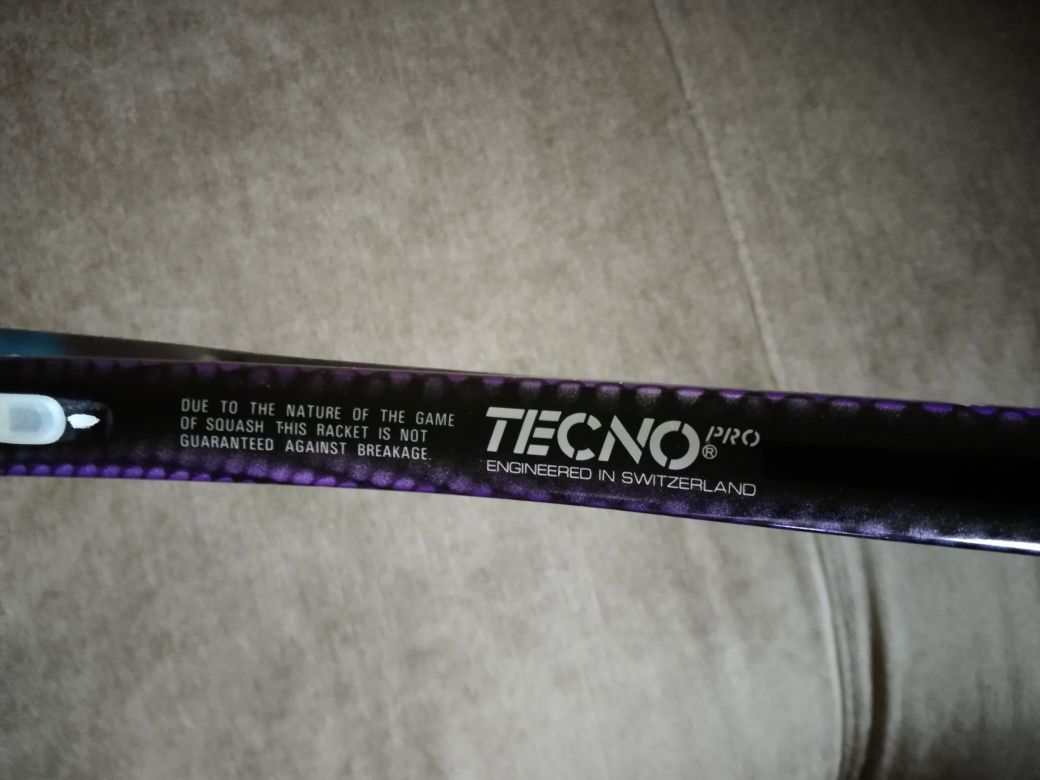 DUE TO THE NATURE OF THE GAME
OF SQUASH THIS RACKET IS NOT
GUARANTEED AGAINST BREAKAGE.
TECNO PRO®
ENGINEERED IN SWITZERLAND